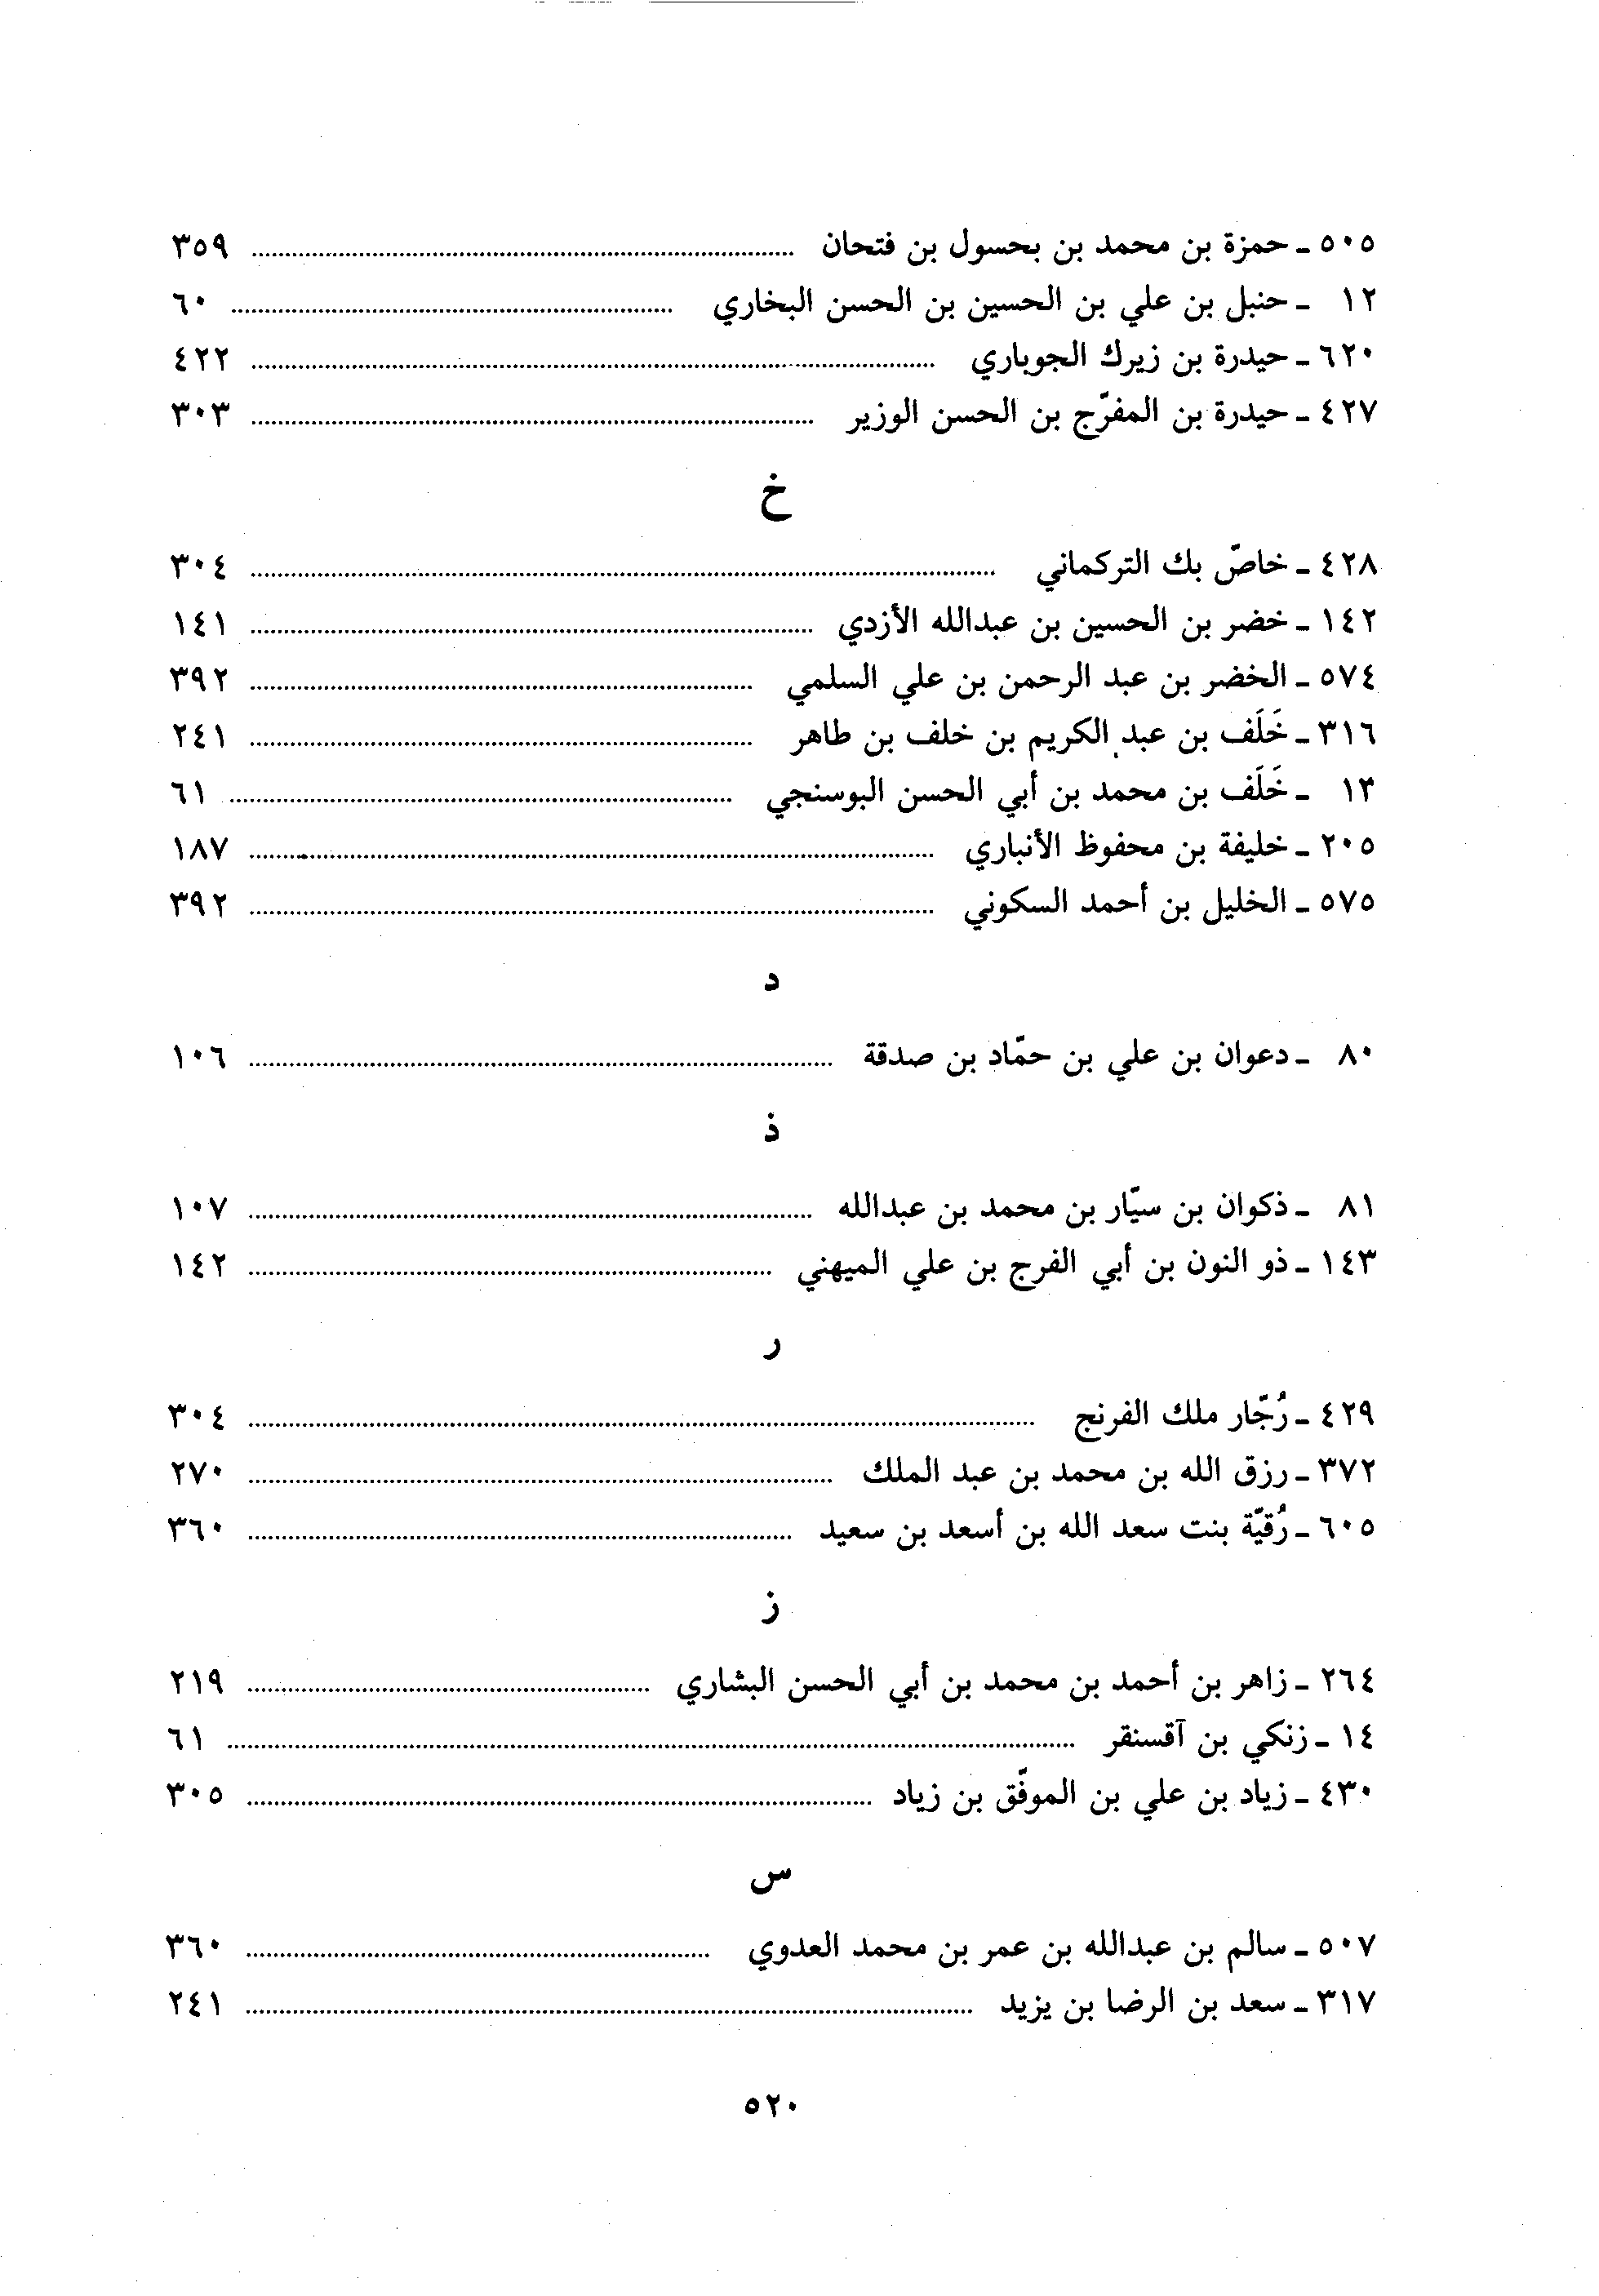 ٥٠٥ ـ حمزة بن محمد بن بحسول بن فتحان ........ ٣٥٩
١٢ ـ حنبل بن علي بن الحسين بن الحسن البخاري ........ ٦٠
٦٢٠ ـ حيدرة بن زيرك الجوباري ........ ٤٢٢
٤٢٧ ـ حيدرة بن المفرّج بن الحسن الوزير ........ ٣٠٣
خ
٤٢٨ ـ خاصّ بك التركماني ........ ٣٠٤
١٤٢ ـ خضر بن الحسين بن عبدالله الأزدي ........ ١٤١
٥٧٤ ـ الخضر بن عبد الرحمن بن علي السلمي ........ ٣٩٢
٣١٦ ـ خَلَف بن عبد الكريم بن خلف بن طاهر ........ ٢٤١
١٣ ـ خَلَف بن محمد بن أبي الحسن البوسنجي ........ ٦١
٢٠٥ ـ خليفة بن محفوظ الأنباري ........ ١٨٧
٥٧٥ ـ الخليل بن أحمد السكوني ........ ٣٩٢
د
٨٠ ـ دعوان بن علي بن حمّاد بن صدقة ........ ١٠٦
ذ
٨١ ـ ذكوان بن سيّار بن محمد بن عبدالله ........ ١٠٧
١٤٣ ـ ذو النون بن أبي الفرج بن علي الميهني ........ ١٤٢
ر
٤٢٩ ـ رُجّار ملك الفرنج ........ ٣٠٤
٣٧٢ ـ رزق الله بن محمد بن عبد الملك ........ ٢٧٠
٦٠٥ ـ رُقيّة بنت سعد الله بن أسعد بن سعيد ........ ٣٦٠
ز
٢٦٤ ـ زاهر بن أحمد بن محمد بن أبي الحسن البشاري ........ ٢١٩
١٤ ـ زنكي بن آقسنقر ........ ٦١
٤٣٠ ـ زياد بن علي بن الموفّق بن زياد ........ ٣٠٥
س
٥٠٧ ـ سالم بن عبدالله بن عمر بن محمد العدوي ........ ٣٦٠
٣١٧ ـ سعد بن الرضا بن يزيد ........ ٢٤١
٥٢٠